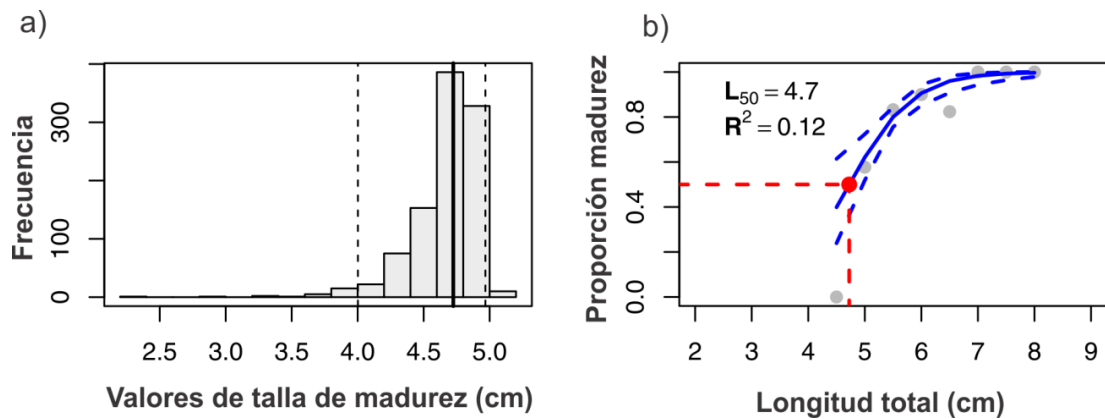 a)
Frecuencia
0
100
300
2.5 3.0 3.5 4.0 4.5 5.0
Valores de talla de madurez (cm)
b)
Proporción madurez
0.0
0.4
0.8
L50 = 4.7
R² = 0.12
2 3 4 5 6 7 8 9
Longitud total (cm)